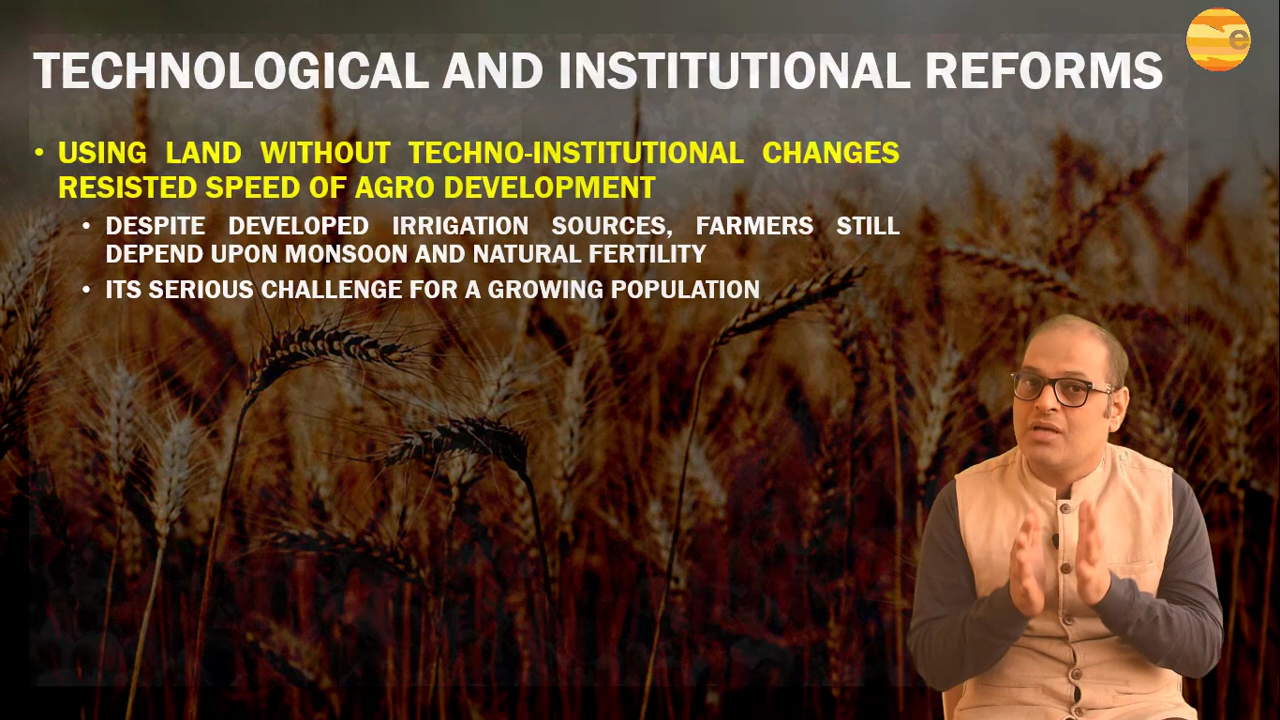 TECHNOLOGICAL AND INSTITUTIONAL REFORMS
e
• USING LAND WITHOUT TECHNO-INSTITUTIONAL CHANGES
RESISTED SPEED OF AGRO DEVELOPMENT
• DESPITE DEVELOPED IRRIGATION SOURCES, FARMERS STILL
DEPEND UPON MONSOON AND NATURAL FERTILITY
• ITS SERIOUS CHALLENGE FOR A GROWING POPULATION